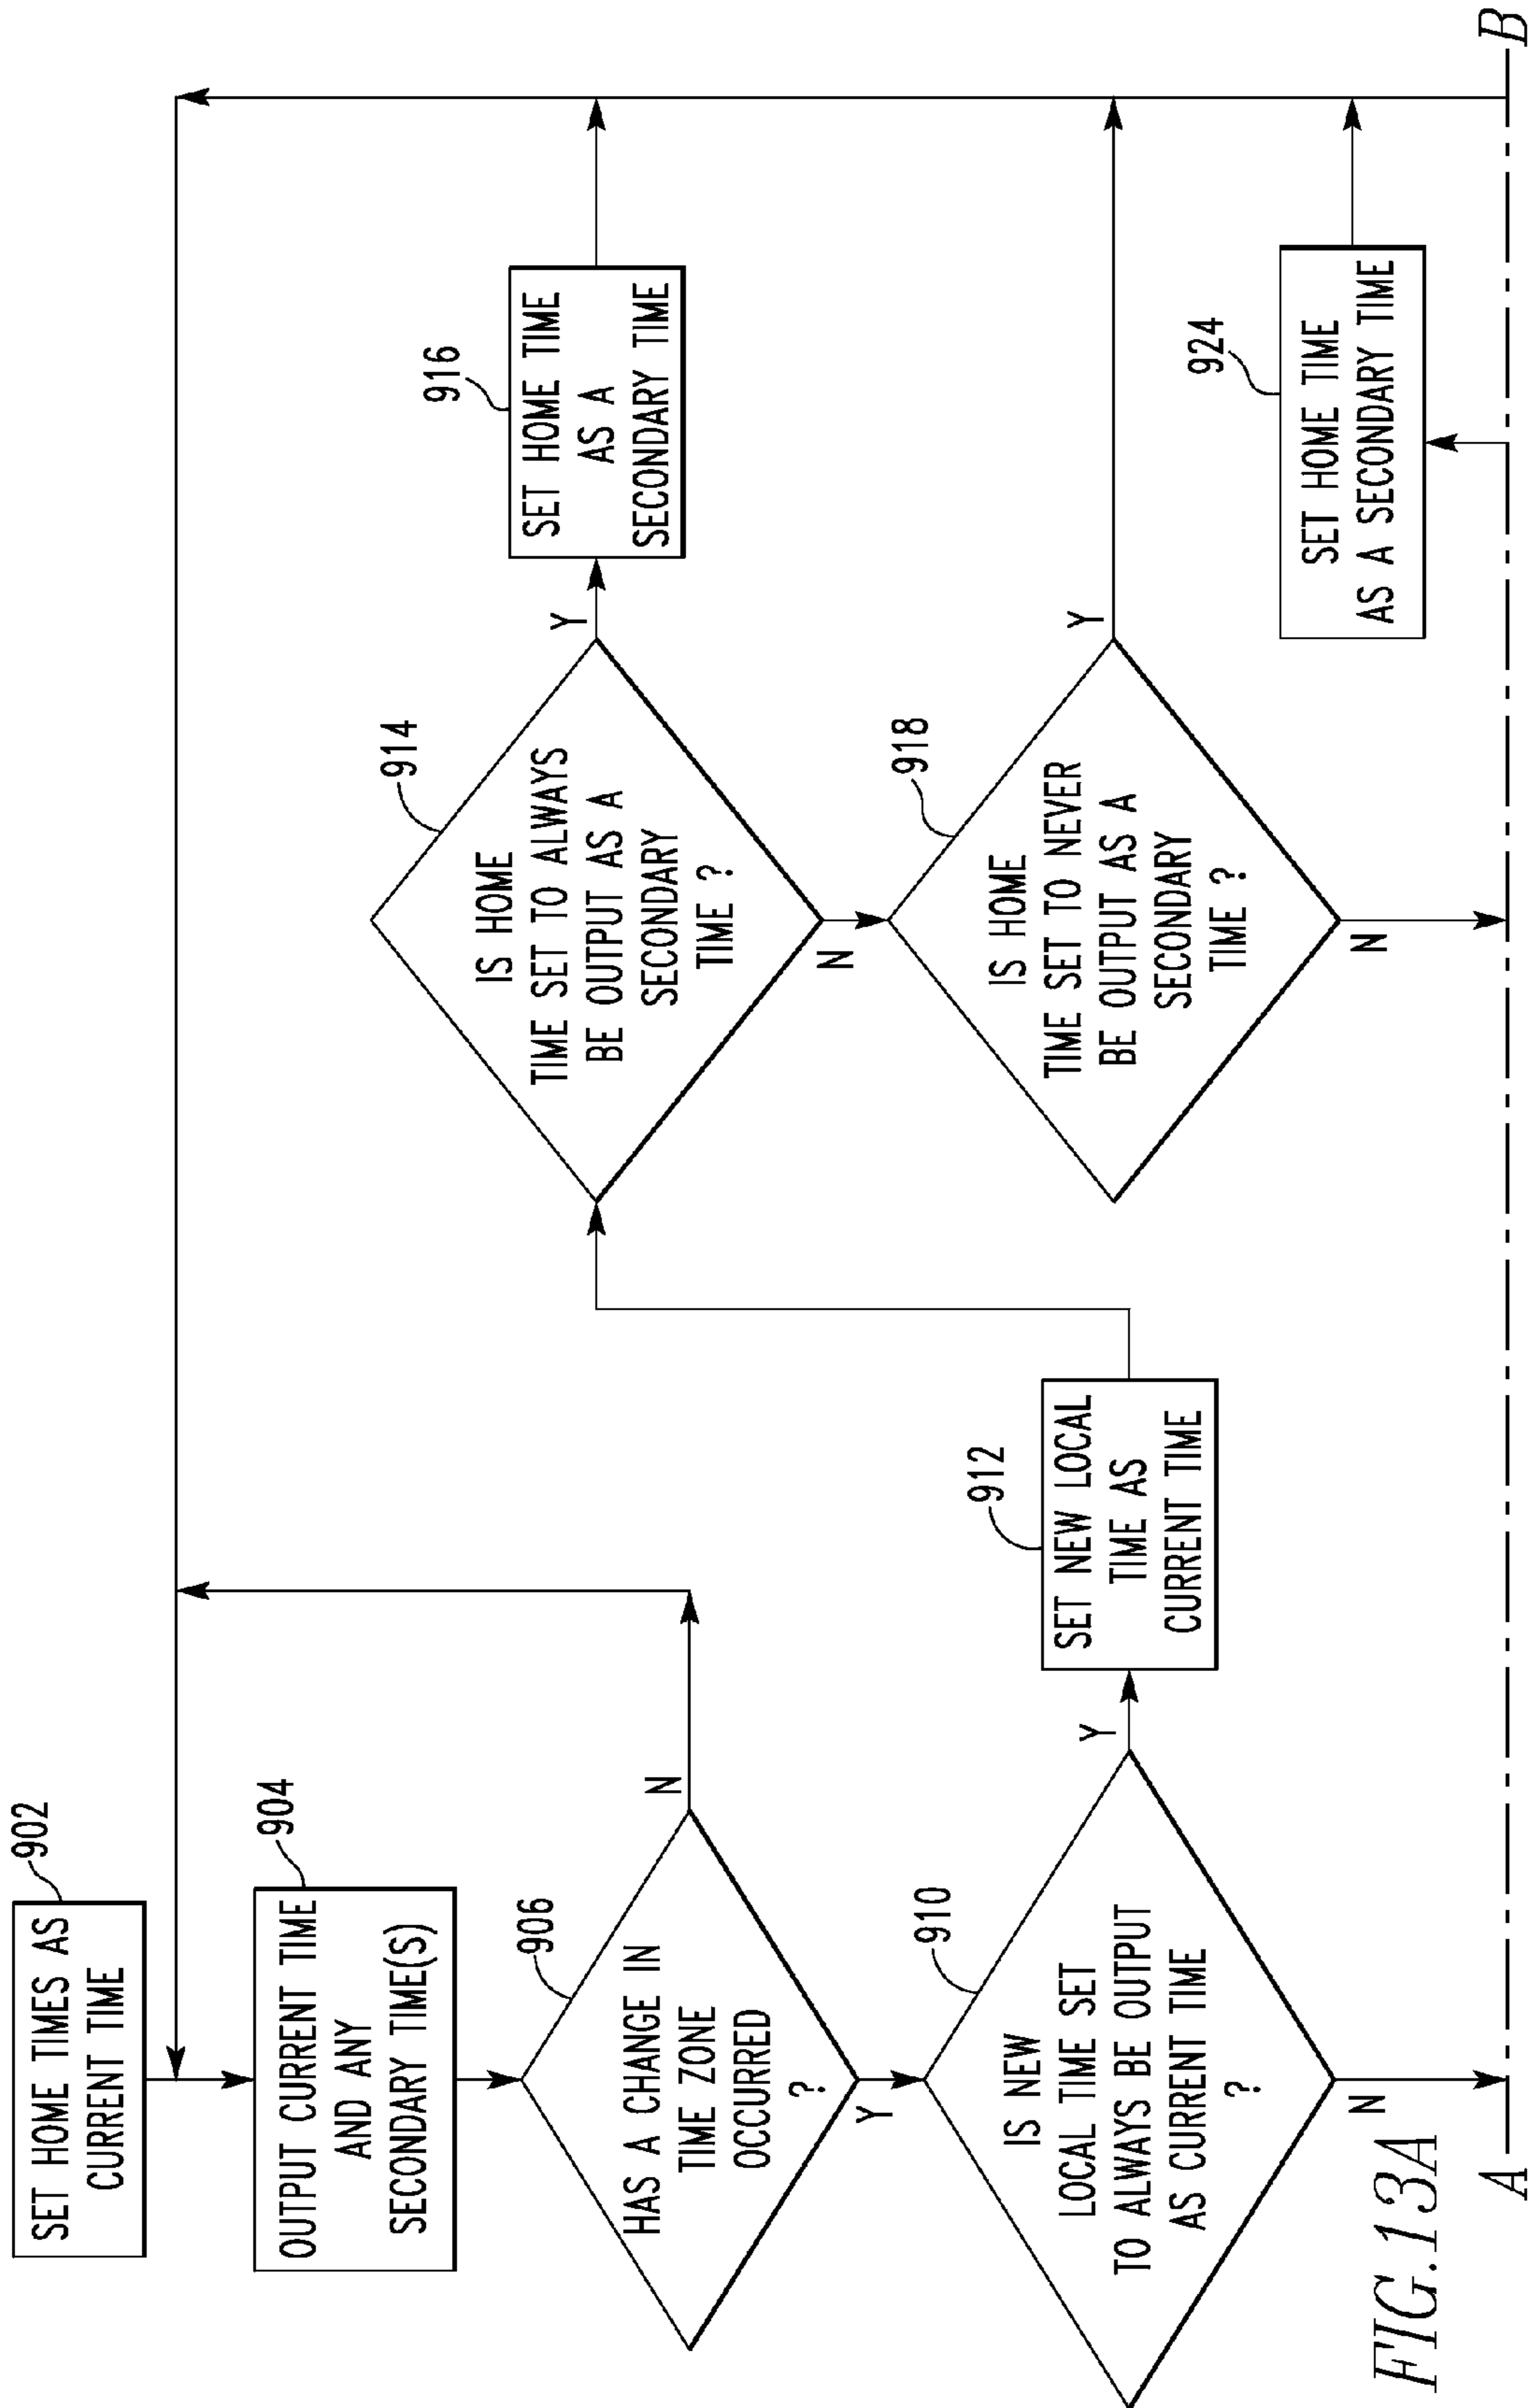 902
SET HOME TIMES AS
CURRENT TIME
904
OUTPUT CURRENT TIME
AND ANY
SECONDARY TIME(S)
906
HAS A CHANGE IN
TIME ZONE
OCCURRED
?
N
Y
910
IS NEW
LOCAL TIME SET
TO ALWAYS BE OUTPUT
AS CURRENT TIME
?
Y
N
912
SET NEW LOCAL
TIME AS
CURRENT TIME
914
IS HOME
TIME SET TO ALWAYS
BE OUTPUT AS A
SECONDARY
TIME ?
Y
N
916
SET HOME TIME
AS A
SECONDARY TIME
918
IS HOME
TIME SET TO NEVER
BE OUTPUT AS A
SECONDARY
TIME ?
Y
N
924
SET HOME TIME
AS A SECONDARY TIME
FIG.13A
A
B